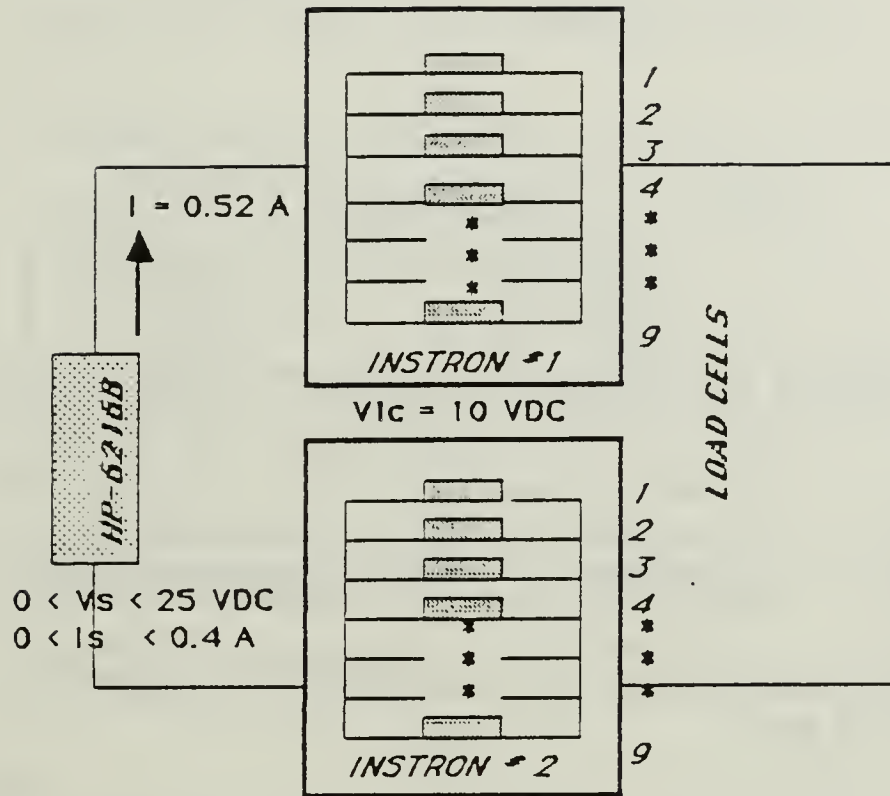 1
2
3
4
*
*
*
*
*
*
9
I = 0.52 A
INSTRON #1
HP-6216B
Vlc = 10 VDC
LOAD CELLS
1
2
3
4
*
*
*
*
*
*
9
0 < Vs < 25 VDC
0 < Is < 0.4 A
INSTRON # 2